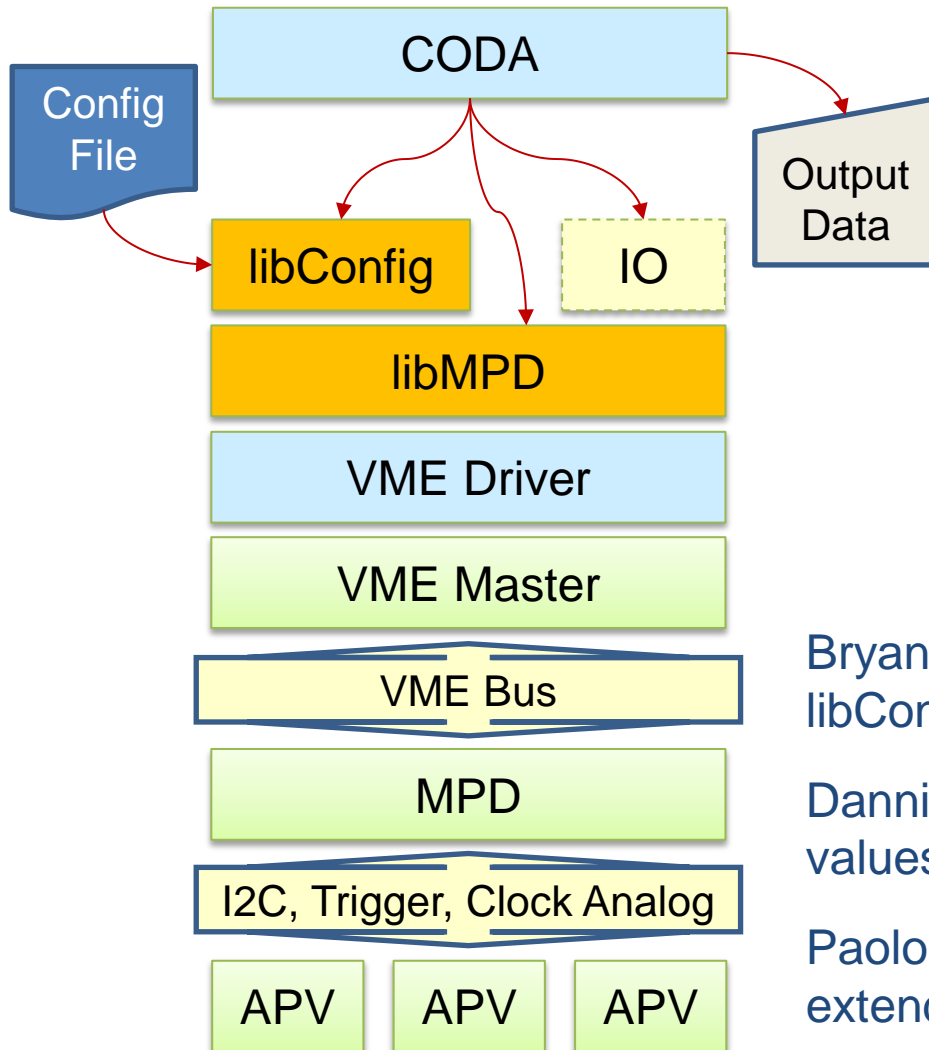 CODA
Config
File
Output
Data
libConfig
IO
libMPD
VME Driver
VME Master
VME Bus
Bryan
MPD
I2C, Trigger, Clock Analog
Paolo
APV APV APV